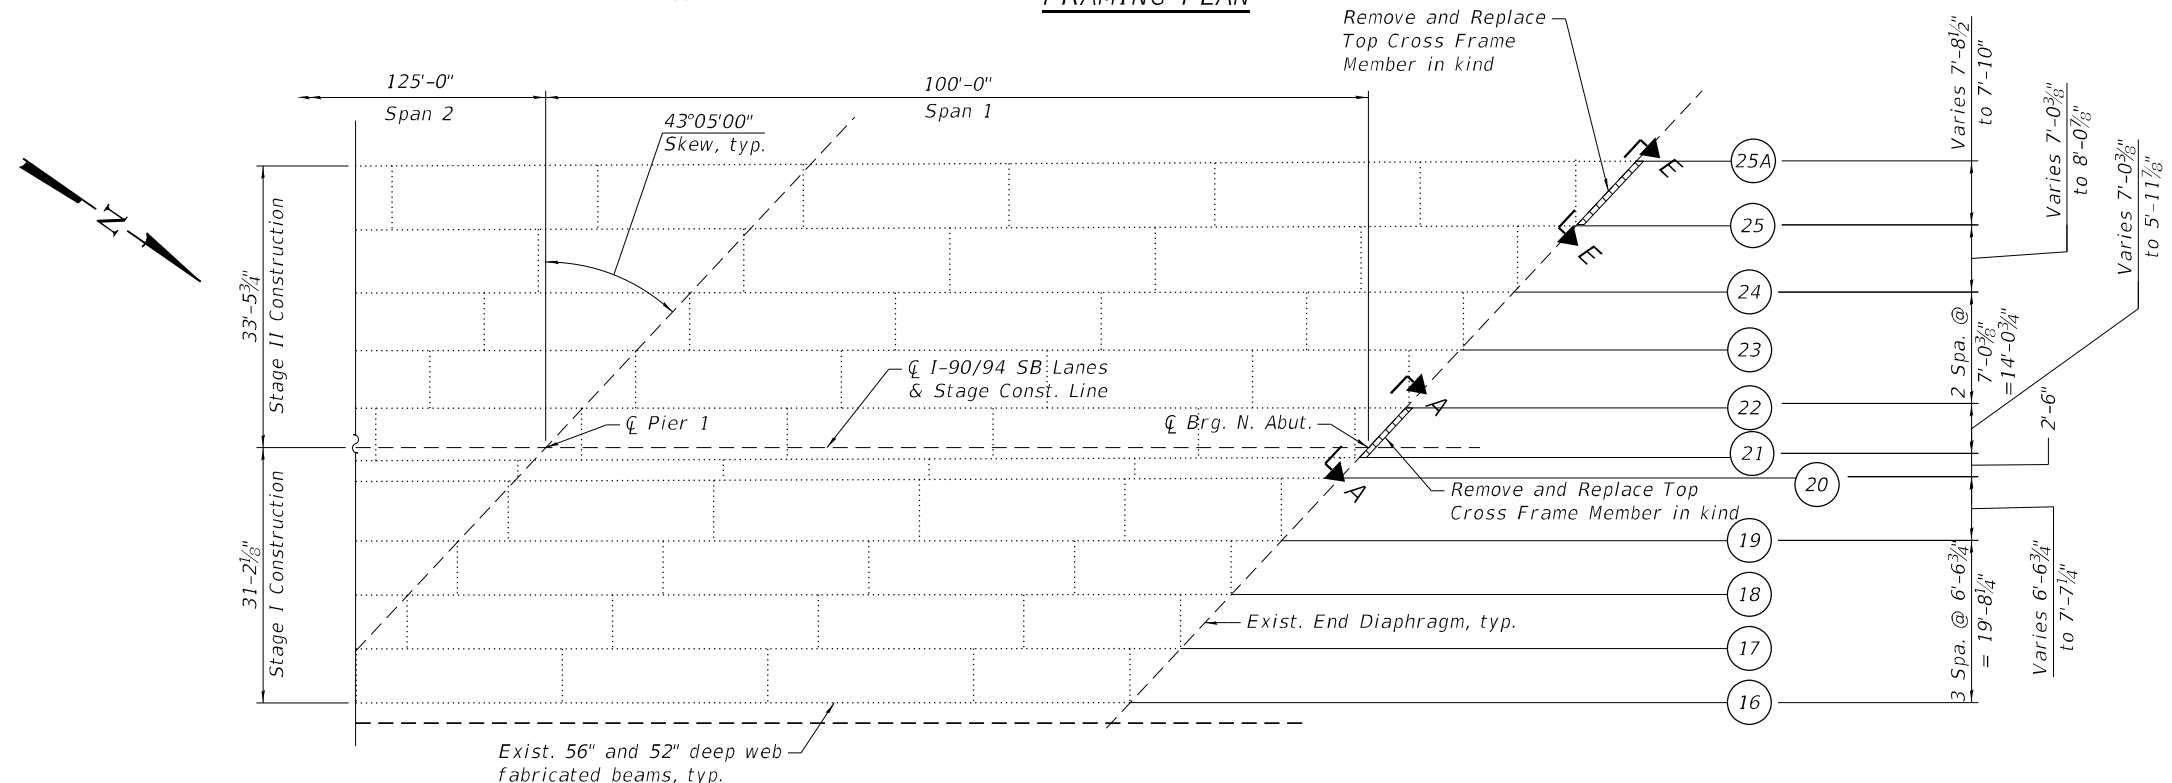 FRAMING PLAN
Remove and Replace
Top Cross Frame
Member in kind
125'-0"
Span 2
100'-0"
Span 1
43°05'00"
Skew, typ.
N
33'-5¾"
Stage II Construction
31'-2⅛"
Stage I Construction
℄ I-90/94 SB Lanes
& Stage Const. Line
℄ Pier 1
℄ Brg. N. Abut.
E
E
A
A
Remove and Replace Top
Cross Frame Member in kind
Exist. End Diaphragm, typ.
Exist. 56" and 52" deep web
fabricated beams, typ.
25A
25
24
23
22
21
20
19
18
17
16
Varies 7'-8½"
to 7'-10"
Varies 7'-0⅜"
to 8'-0⅞"
Varies 7'-0⅜"
to 5'-11⅞"
2 Spa. @
7'-0⅜"
=14'-0¾"
2'-6"
3 Spa. @ 6'-6¾"
= 19'-8¼"
Varies 6'-6¾"
to 7'-7¼"